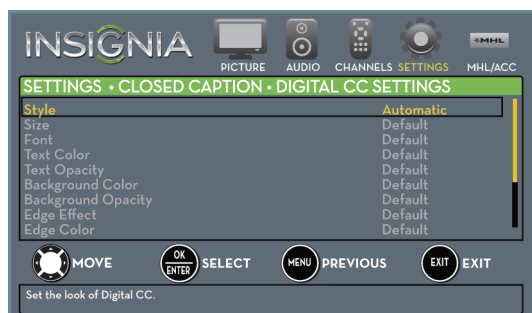 INSIGNIA
PICTURE AUDIO CHANNELS SETTINGS MHL/ACC
MHL
SETTINGS • CLOSED CAPTION • DIGITAL CC SETTINGS
Style Automatic
Size Default
Font Default
Text Color Default
Text Opacity Default
Background Color Default
Background Opacity Default
Edge Effect Default
Edge Color Default
MOVE OK ENTER SELECT MENU PREVIOUS EXIT EXIT
Set the look of Digital CC.